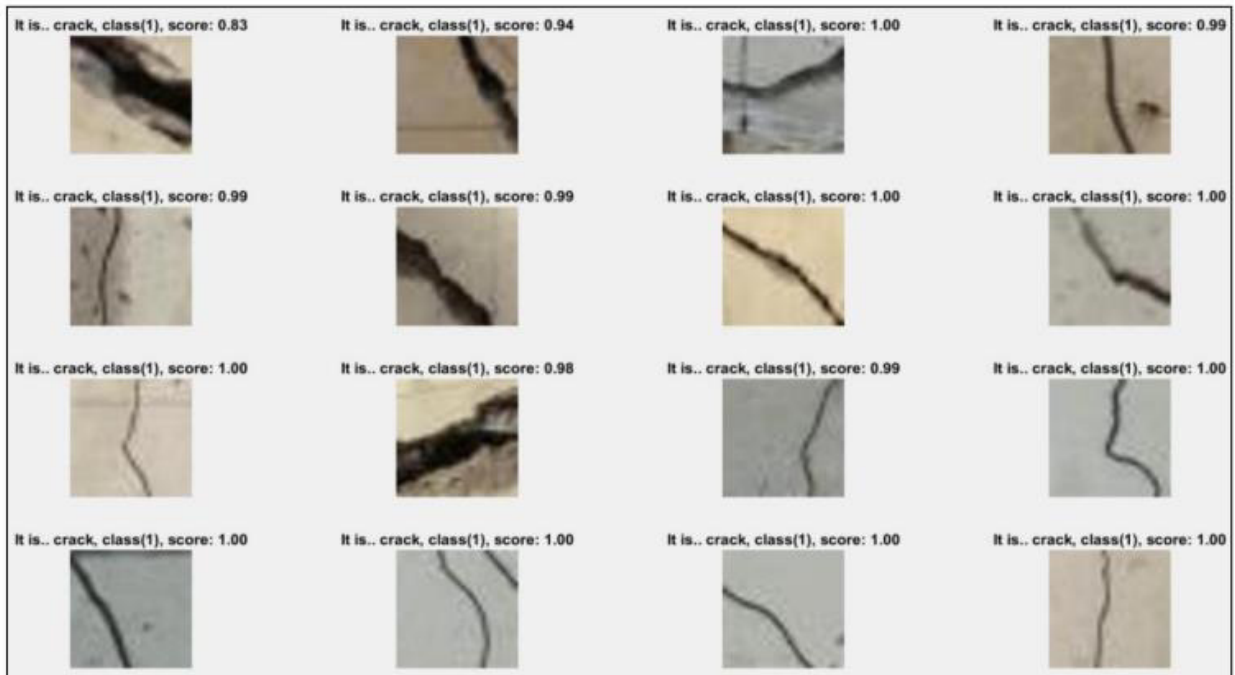 It is.. crack, class(1), score: 0.83
It is.. crack, class(1), score: 0.94
It is.. crack, class(1), score: 1.00
It is.. crack, class(1), score: 0.99
It is.. crack, class(1), score: 0.99
It is.. crack, class(1), score: 0.99
It is.. crack, class(1), score: 1.00
It is.. crack, class(1), score: 1.00
It is.. crack, class(1), score: 1.00
It is.. crack, class(1), score: 0.98
It is.. crack, class(1), score: 0.99
It is.. crack, class(1), score: 1.00
It is.. crack, class(1), score: 1.00
It is.. crack, class(1), score: 1.00
It is.. crack, class(1), score: 1.00
It is.. crack, class(1), score: 1.00